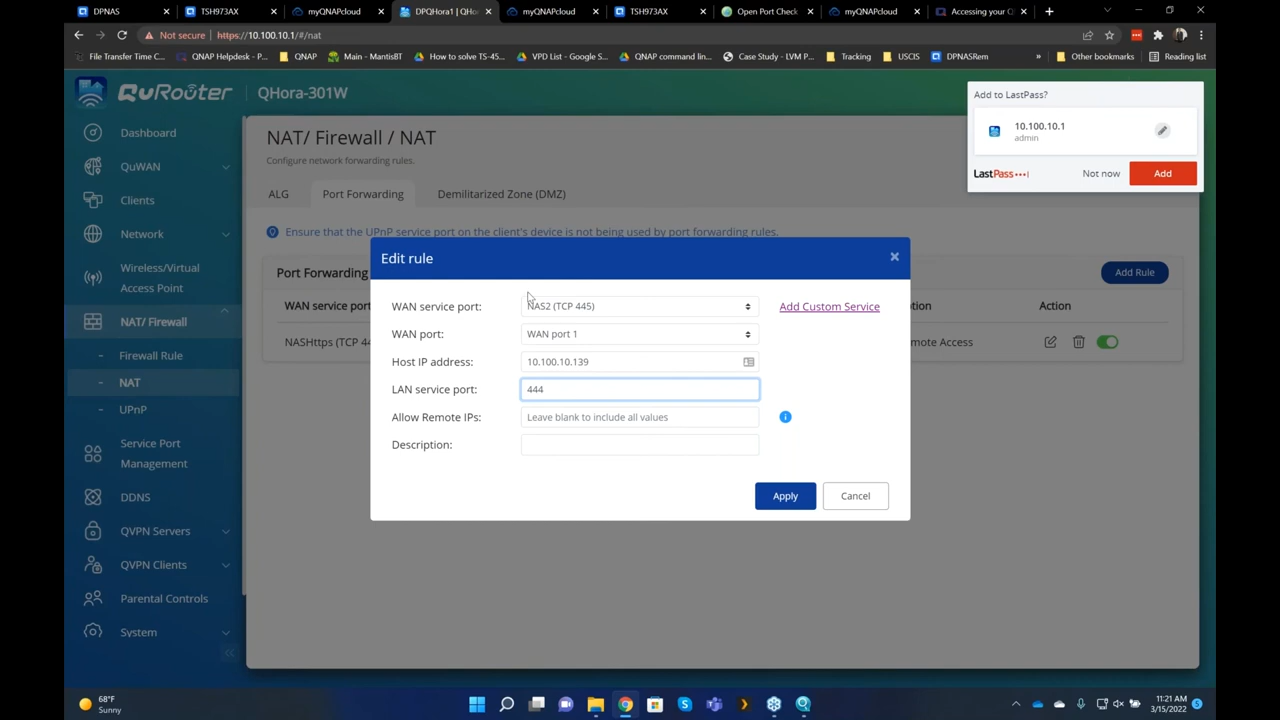 DPNAS
TSH973AX
myQNAPcloud
DPQHora1 | QHo
myQNAPcloud
TSH973AX
Open Port Check
myQNAPcloud
Accessing your Q
Not secure
https://10.100.10.1/#/nat
File Transfer Time C...
QNAP Helpdesk - P...
QNAP
Main - MantisBT
How to solve TS-45...
VPD List - Google S...
QNAP command lin...
Case Study - LVM P...
Tracking
USCIS
DPNASRem
»
Other bookmarks
Reading list
QuRouter
QHora-301W
Add to LastPass?
10.100.10.1
admin
LastPass
Not now
Add
Dashboard
QuWAN
Clients
Network
Wireless/Virtual
Access Point
NAT/ Firewall
- Firewall Rule
- NAT
- UPnP
Service Port
Management
DDNS
QVPN Servers
QVPN Clients
Parental Controls
System
NAT/ Firewall / NAT
Configure network forwarding rules.
ALG
Port Forwarding
Demilitarized Zone (DMZ)
Ensure that the UPnP service port on the client's device is not being used by port forwarding rules.
Port Forwarding
Add Rule
WAN service port
Action
NASHttps (TCP 44
mote Access
Edit rule
WAN service port:
NAS2 (TCP 445)
Add Custom Service
WAN port:
WAN port 1
Host IP address:
10.100.10.139
LAN service port:
444
Allow Remote IPs:
Leave blank to include all values
Description:
Apply
Cancel
68°F
Sunny
11:21 AM
3/15/2022
5